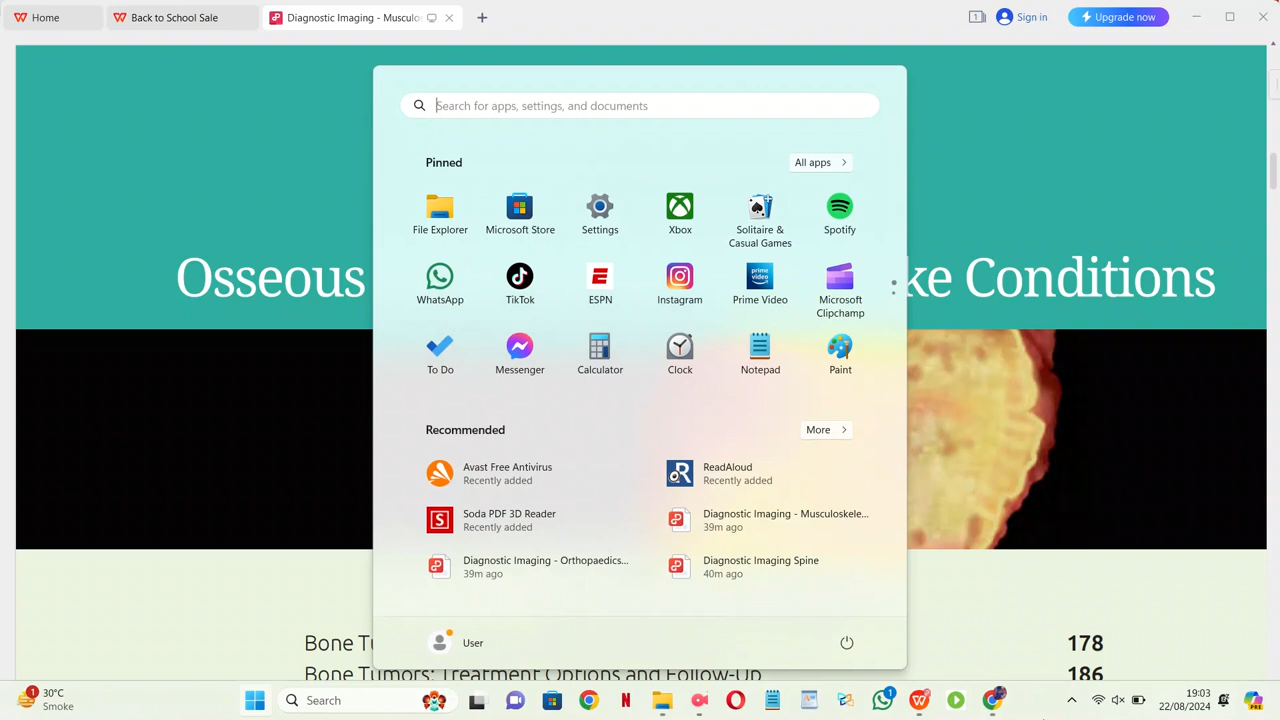 Home
Back to School Sale
Diagnostic Imaging - Musculo
1
Sign in
Upgrade now
Search for apps, settings, and documents
Pinned
All apps
File Explorer
Microsoft Store
Settings
Xbox
Solitaire &
Casual Games
Spotify
WhatsApp
TikTok
ESPN
Instagram
Prime Video
Microsoft
Clipchamp
To Do
Messenger
Calculator
Clock
Notepad
Paint
Osseous
ke Conditions
Recommended
More
Avast Free Antivirus
Recently added
ReadAloud
Recently added
Soda PDF 3D Reader
Recently added
Diagnostic Imaging - Musculoskele...
39m ago
Diagnostic Imaging - Orthopaedics...
39m ago
Diagnostic Imaging Spine
40m ago
User
Bone Tu
178
Bone Tumors: Treatment Options and Follow-Up
186
1
30°C
Smoke
Search
1
19:03
22/08/2024
PRE